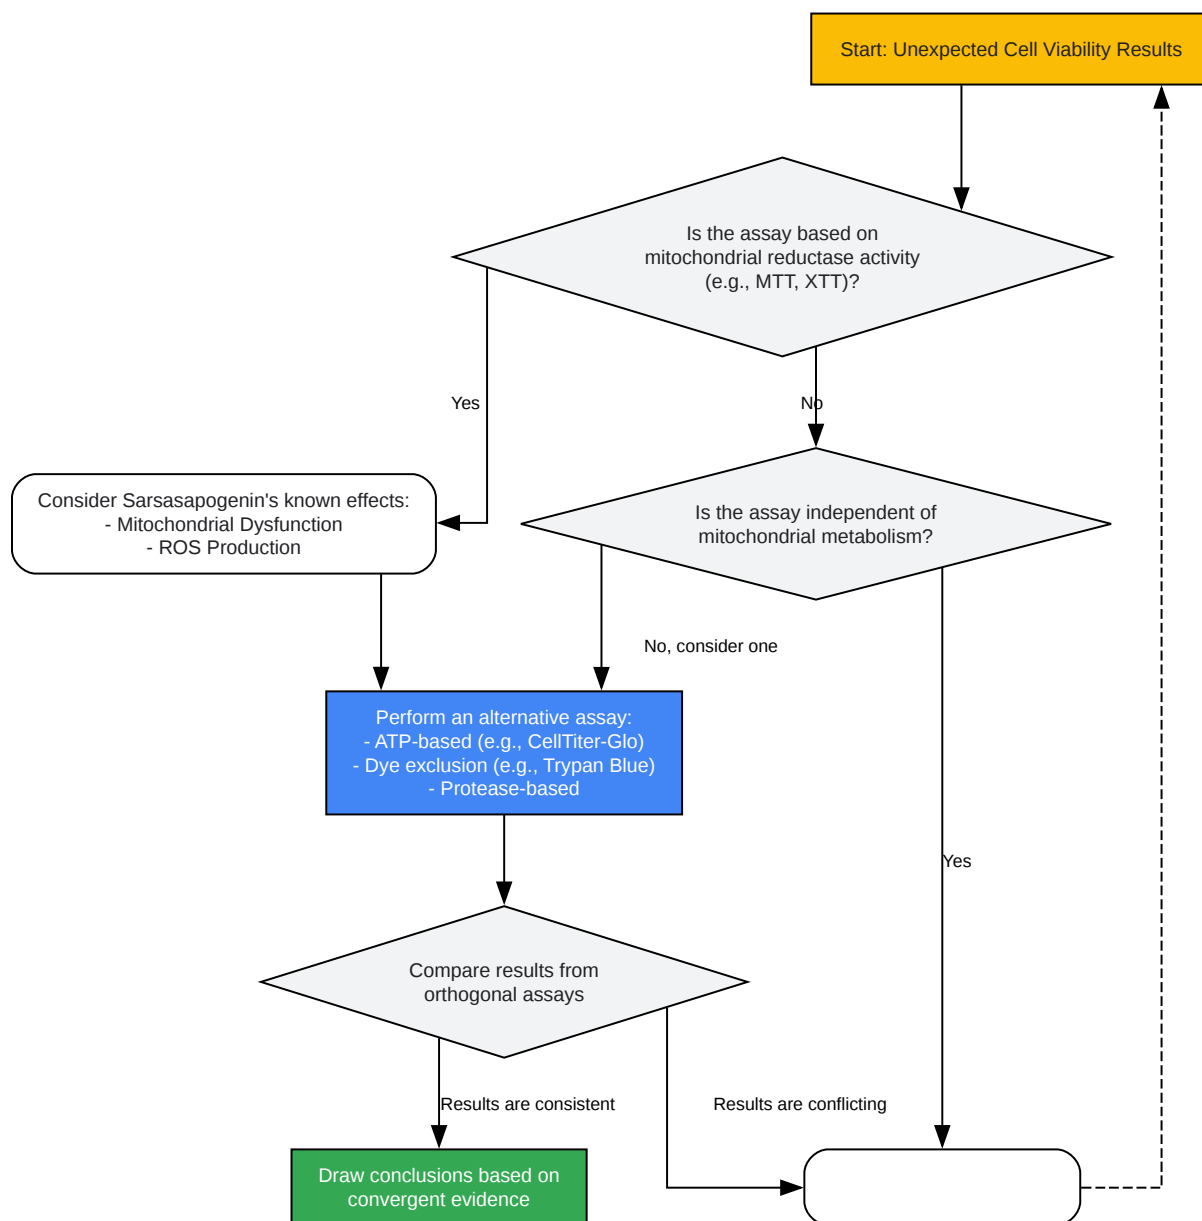 Start: Unexpected Cell Viability Results
Is the assay based on
mitochondrial reductase activity
(e.g., MTT, XTT)?
Yes
No
Consider Sarsasapogenin's known effects:
- Mitochondrial Dysfunction
- ROS Production
Is the assay independent of
mitochondrial metabolism?
No, consider one
Perform an alternative assay:
- ATP-based (e.g., CellTiter-Glo)
- Dye exclusion (e.g., Trypan Blue)
- Protease-based
Yes
Compare results from
orthogonal assays
Results are consistent
Results are conflicting
Draw conclusions based on
convergent evidence